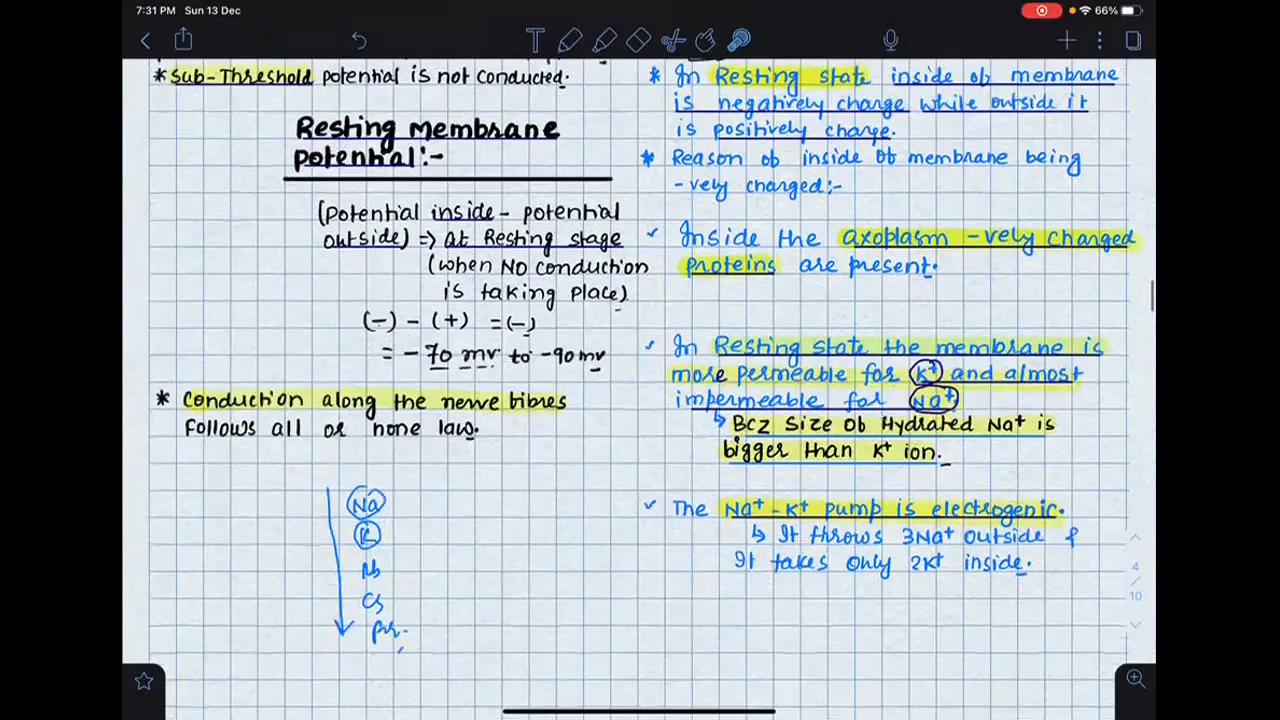 7:31 PM Sun 13 Dec
66%
*Sub-Threshold potential is not conducted.
Resting Membrane
potential:-
(potential inside - potential
outside) => at Resting stage
(when NO conduction
is taking place)
(-) - (+) = (-)
= -70 mv to -90 mv
* Conduction along the nerve fibres
follows all or none law.
Na
K
Rb
Cs
Fr
* In Resting state inside of membrane
is negatively charge while outside it
is positively charge.
* Reason of inside of membrane being
-vely charged:-
✓ Inside the axoplasm -vely charged
proteins are present.
✓ In Resting state the membrane is
more permeable for K+ and almost
impermeable for Na+
↳ Bcz Size of Hydrated Na+ is
bigger than K+ ion.
✓ The Na+ - K+ pump is electrogenic.
↳ It throws 3Na+ outside &
It takes only 2K+ inside.
4
/
10